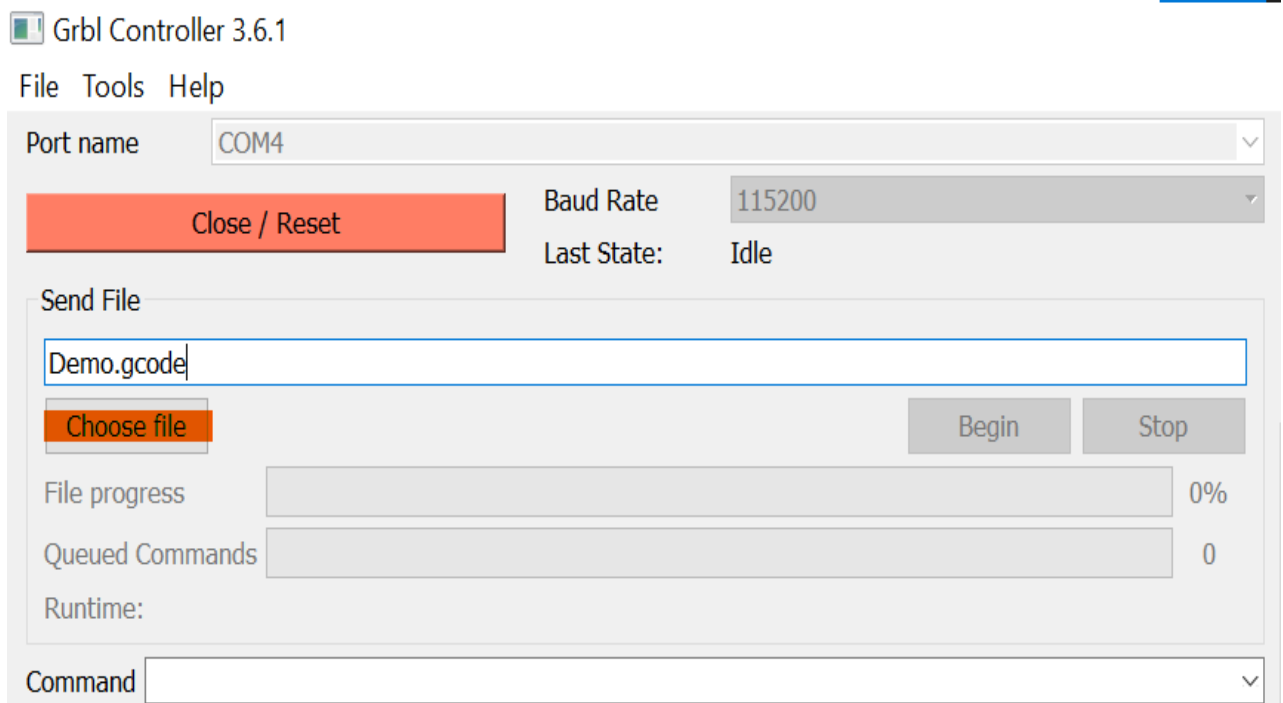 Grbl Controller 3.6.1
File Tools Help
Port name COM4
Close / Reset
Baud Rate 115200
Last State: Idle
Send File
Demo.gcode
Choose file Begin Stop
File progress 0%
Queued Commands 0
Runtime:
Command